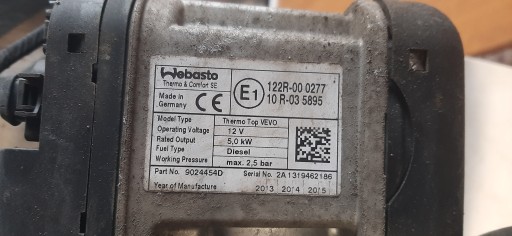 Webasto
Thermo & Comfort SE
Made in
Germany
CE
E1
122R-00 0277
10 R-03 5895
Model Type Thermo Top VEVO
Operating Voltage 12 V
Rated Output 5,0 kW
Fuel Type Diesel
Working Pressure max. 2,5 bar
Part No. 9024454D Serial No. 2A1319462186
Year of Manufacture 2013 2014 2015